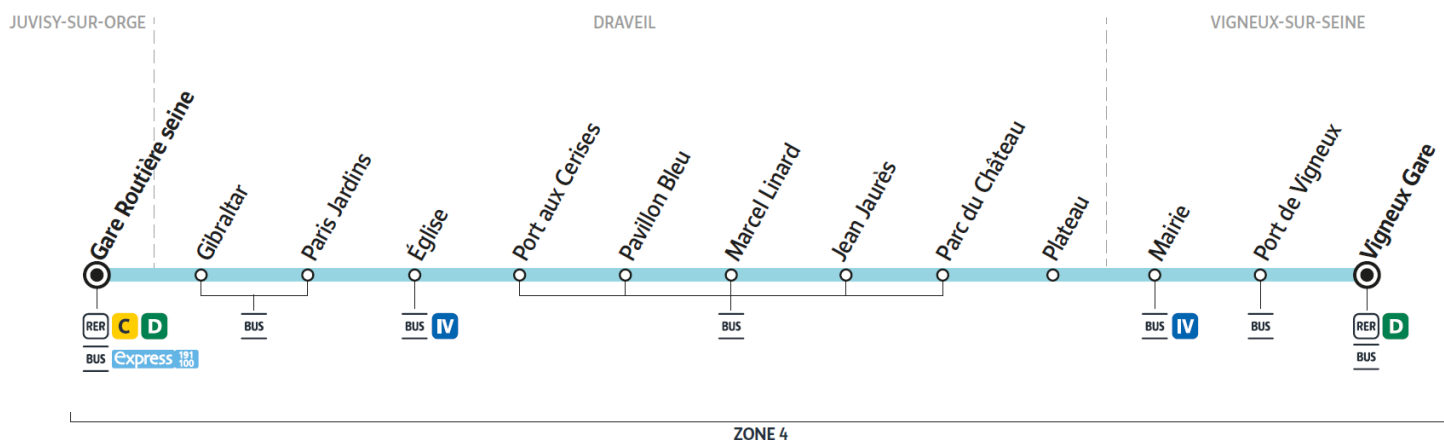 JUVISY-SUR-ORGE
DRAVEIL
VIGNEUX-SUR-SEINE
Gare Routière seine
Gibraltar
Paris Jardins
Église
Port aux Cerises
Pavillon Bleu
Marcel Linard
Jean Jaurès
Parc du Château
Plateau
Mairie
Port de Vigneux
Vigneux Gare
RER C D
BUS express 191 100
BUS
BUS IV
BUS
BUS IV
BUS
RER D
BUS
ZONE 4